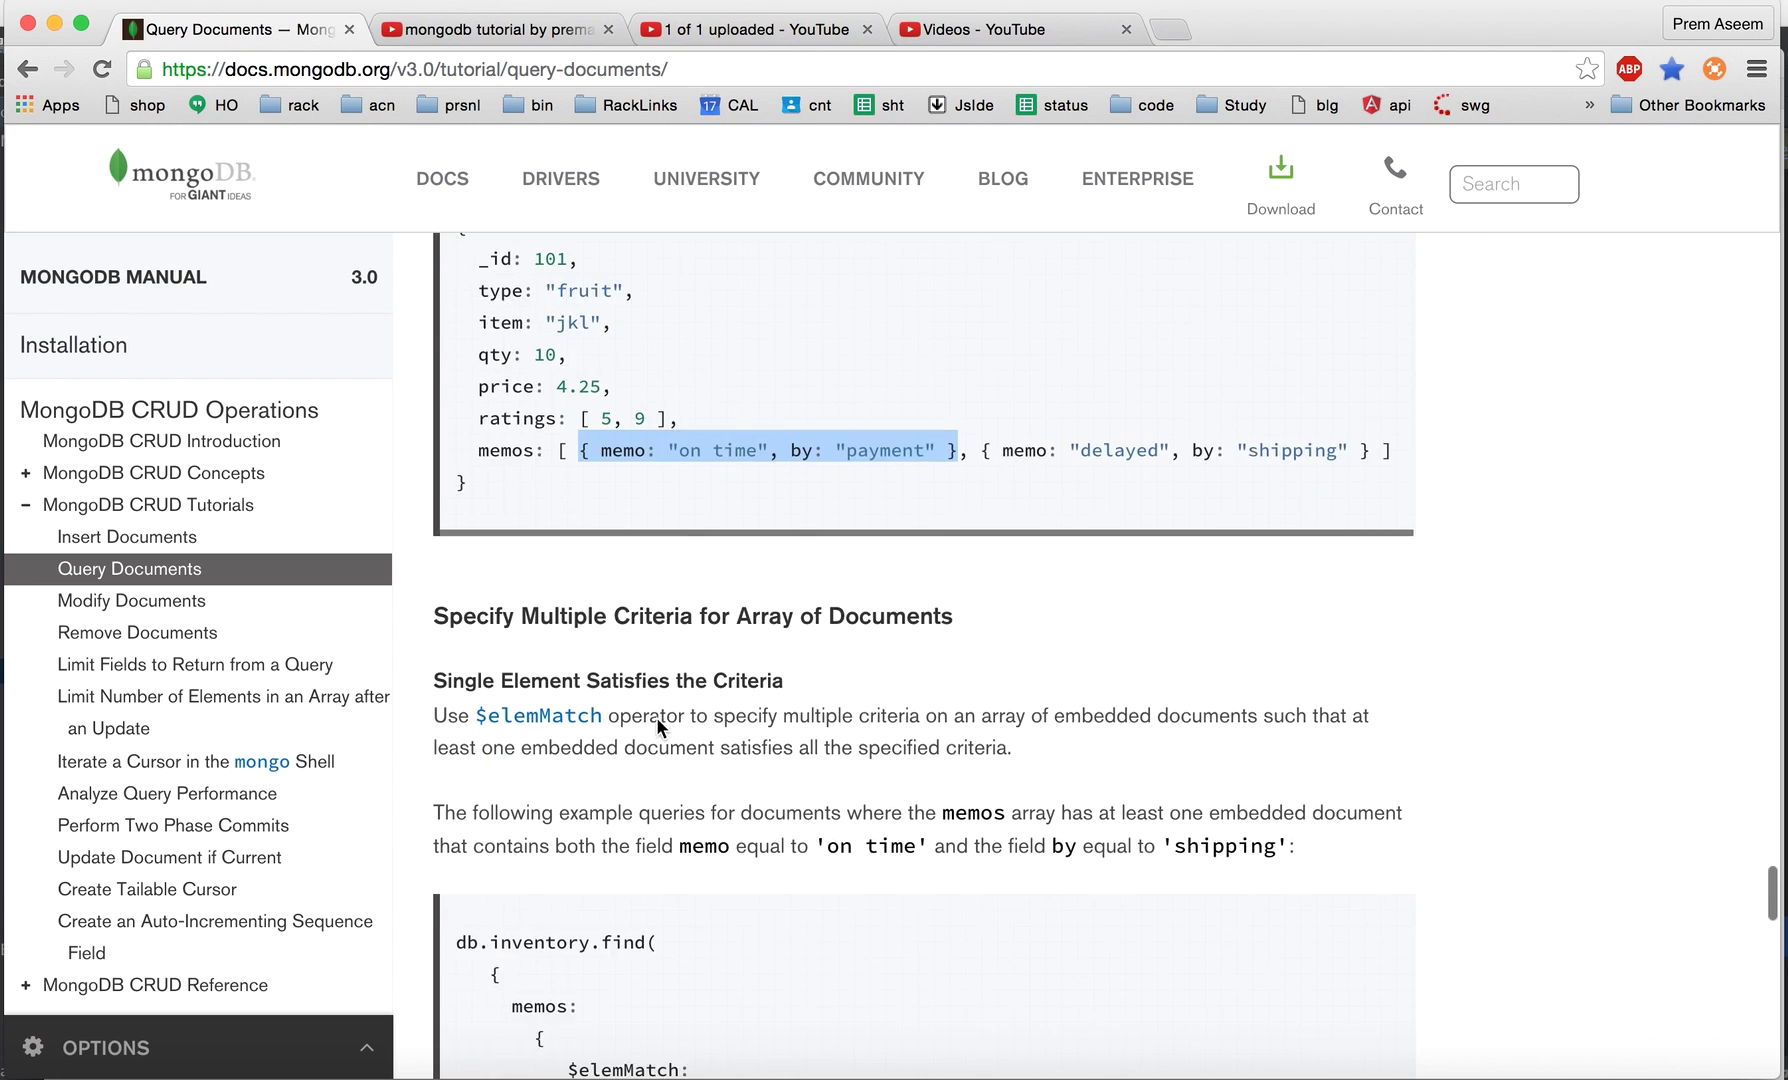 Query Documents — Mong
mongodb tutorial by prema
1 of 1 uploaded - YouTube
Videos - YouTube
Prem Aseem
https://docs.mongodb.org/v3.0/tutorial/query-documents/
ABP
Apps
shop
HO
rack
acn
prsnl
bin
RackLinks
17 CAL
cnt
sht
JsIde
status
code
Study
blg
api
swg
»
Other Bookmarks
mongoDB.
FOR GIANT IDEAS
DOCS
DRIVERS
UNIVERSITY
COMMUNITY
BLOG
ENTERPRISE
Download
Contact
Search
MONGODB MANUAL 3.0
Installation
MongoDB CRUD Operations
MongoDB CRUD Introduction
+ MongoDB CRUD Concepts
− MongoDB CRUD Tutorials
Insert Documents
Query Documents
Modify Documents
Remove Documents
Limit Fields to Return from a Query
Limit Number of Elements in an Array after
an Update
Iterate a Cursor in the mongo Shell
Analyze Query Performance
Perform Two Phase Commits
Update Document if Current
Create Tailable Cursor
Create an Auto-Incrementing Sequence
Field
+ MongoDB CRUD Reference
OPTIONS
{
_id: 101,
type: "fruit",
item: "jkl",
qty: 10,
price: 4.25,
ratings: [ 5, 9 ],
memos: [ { memo: "on time", by: "payment" }, { memo: "delayed", by: "shipping" } ]
}
Specify Multiple Criteria for Array of Documents
Single Element Satisfies the Criteria
Use $elemMatch operator to specify multiple criteria on an array of embedded documents such that at
least one embedded document satisfies all the specified criteria.
The following example queries for documents where the memos array has at least one embedded document
that contains both the field memo equal to 'on time' and the field by equal to 'shipping':
db.inventory.find(
{
memos:
{
$elemMatch: